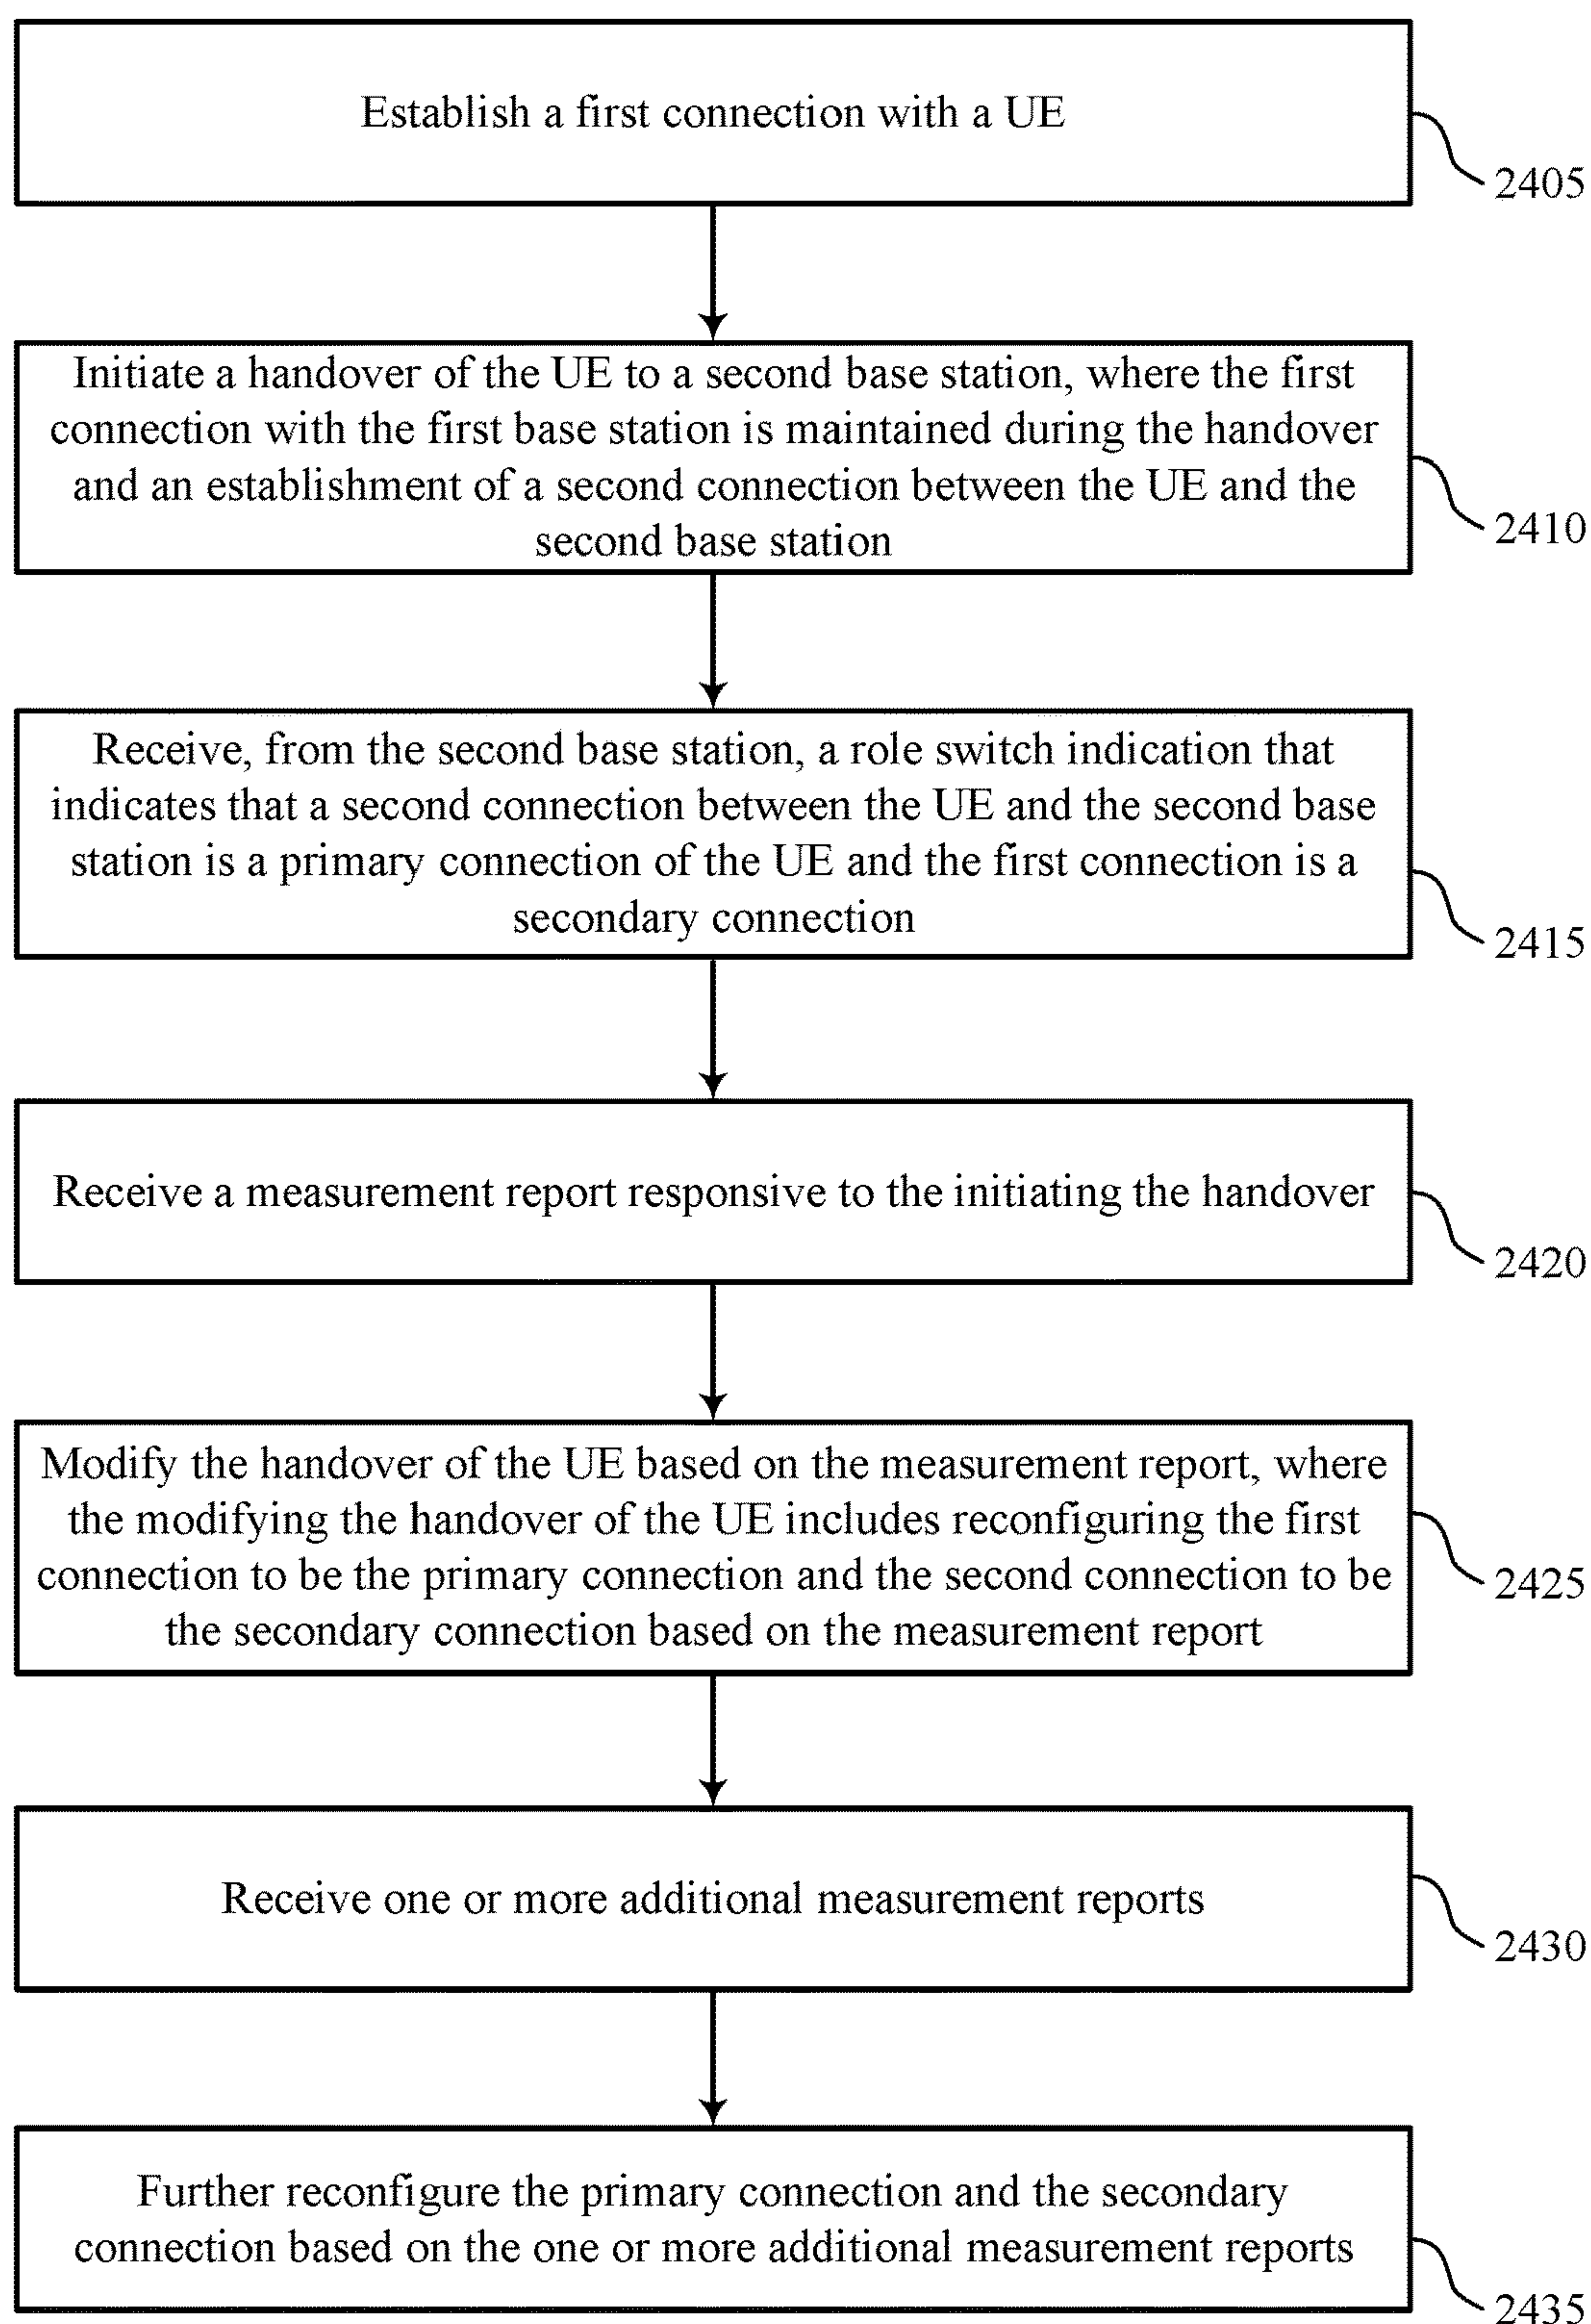 Establish a first connection with a UE
2405
Initiate a handover of the UE to a second base station, where the first
connection with the first base station is maintained during the handover
and an establishment of a second connection between the UE and the
second base station
2410
Receive, from the second base station, a role switch indication that
indicates that a second connection between the UE and the second base
station is a primary connection of the UE and the first connection is a
secondary connection
2415
Receive a measurement report responsive to the initiating the handover
2420
Modify the handover of the UE based on the measurement report, where
the modifying the handover of the UE includes reconfiguring the first
connection to be the primary connection and the second connection to be
the secondary connection based on the measurement report
2425
Receive one or more additional measurement reports
2430
Further reconfigure the primary connection and the secondary
connection based on the one or more additional measurement reports
2435